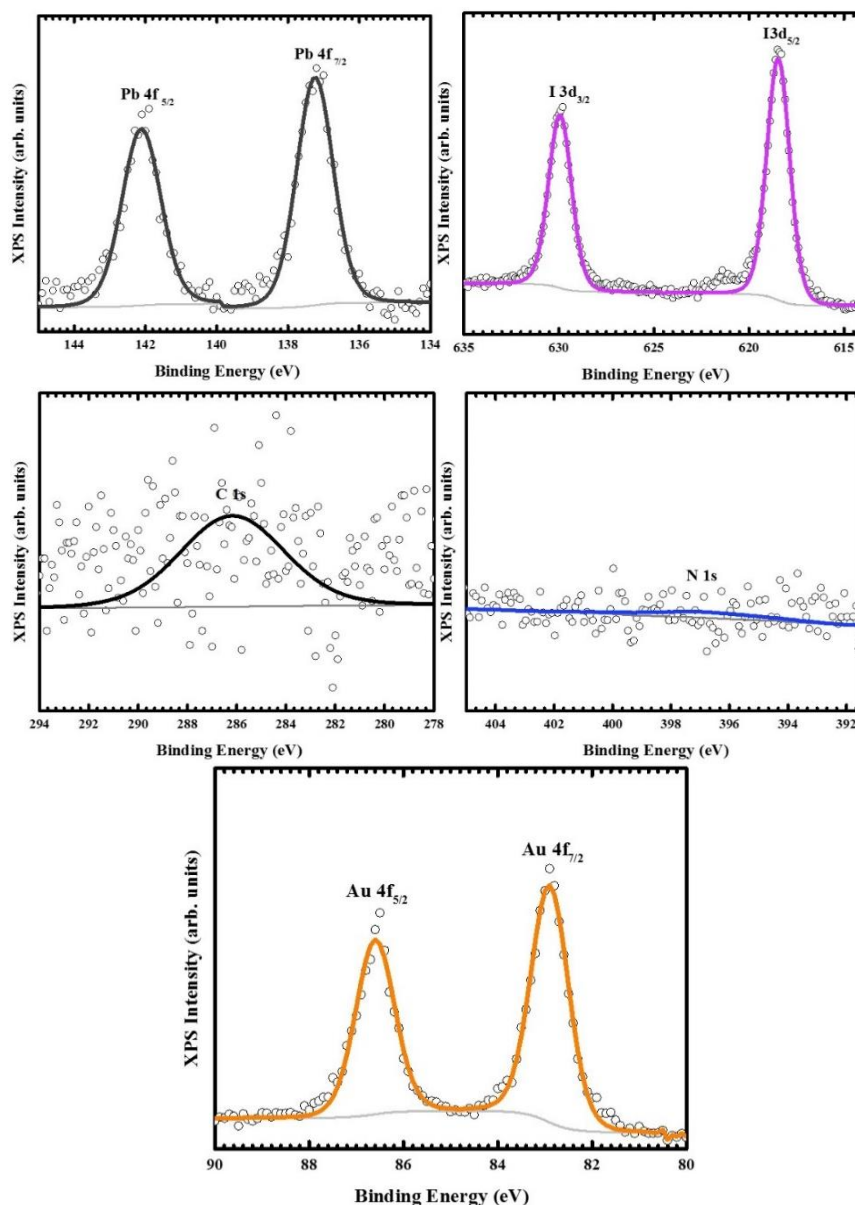 Pb 4f5/2
Pb 4f7/2
XPS Intensity (arb. units)
144 142 140 138 136 134
Binding Energy (eV)
I 3d3/2
I3d5/2
XPS Intensity (arb. units)
635 630 625 620 615
Binding Energy (eV)
C 1s
XPS Intensity (arb. units)
294 292 290 288 286 284 282 280 278
Binding Energy (eV)
N 1s
XPS Intensity (arb. units)
404 402 400 398 396 394 392
Binding Energy (eV)
Au 4f5/2
Au 4f7/2
XPS Intensity (arb. units)
90 88 86 84 82 80
Binding Energy (eV)